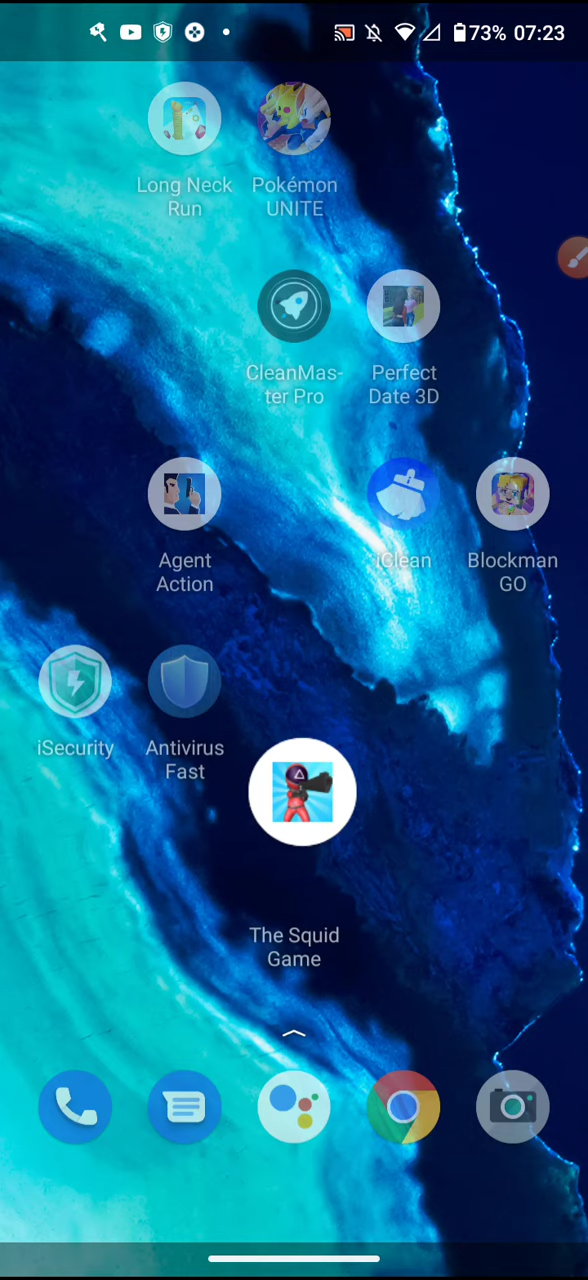 73% 07:23
Long Neck
Run
Pokémon
UNITE
CleanMas-
ter Pro
Perfect
Date 3D
Agent
Action
iClean
Blockman
GO
iSecurity
Antivirus
Fast
The Squid
Game